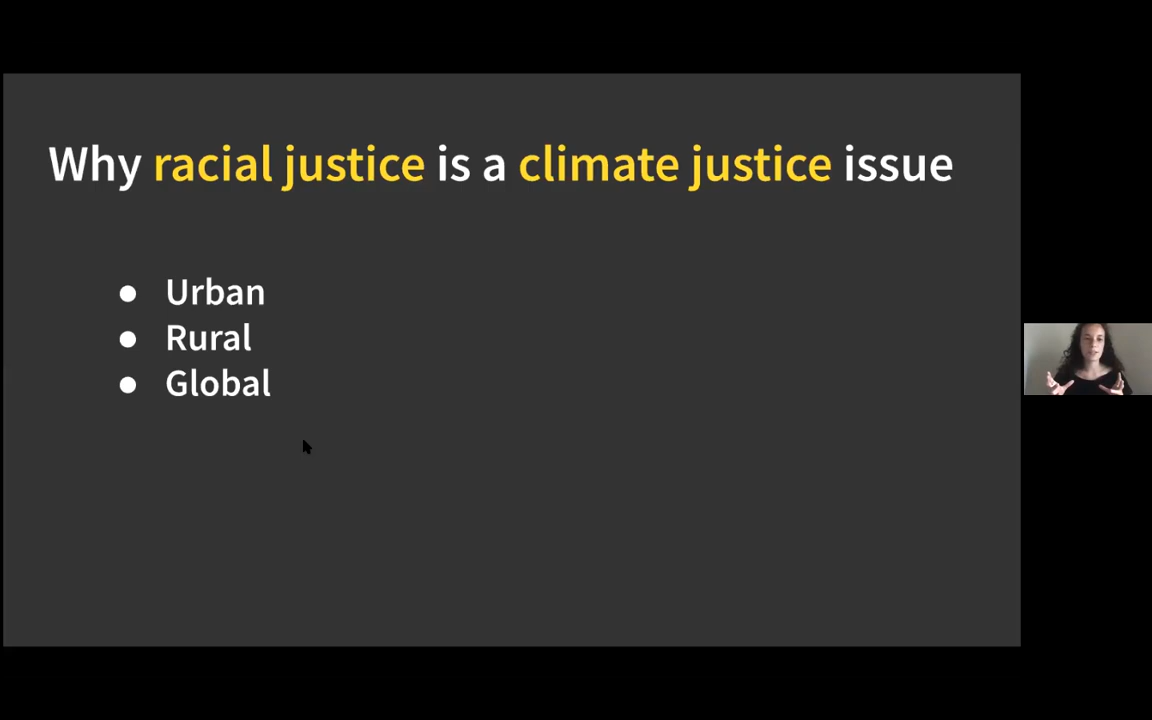 Why racial justice is a climate justice issue
● Urban
● Rural
● Global